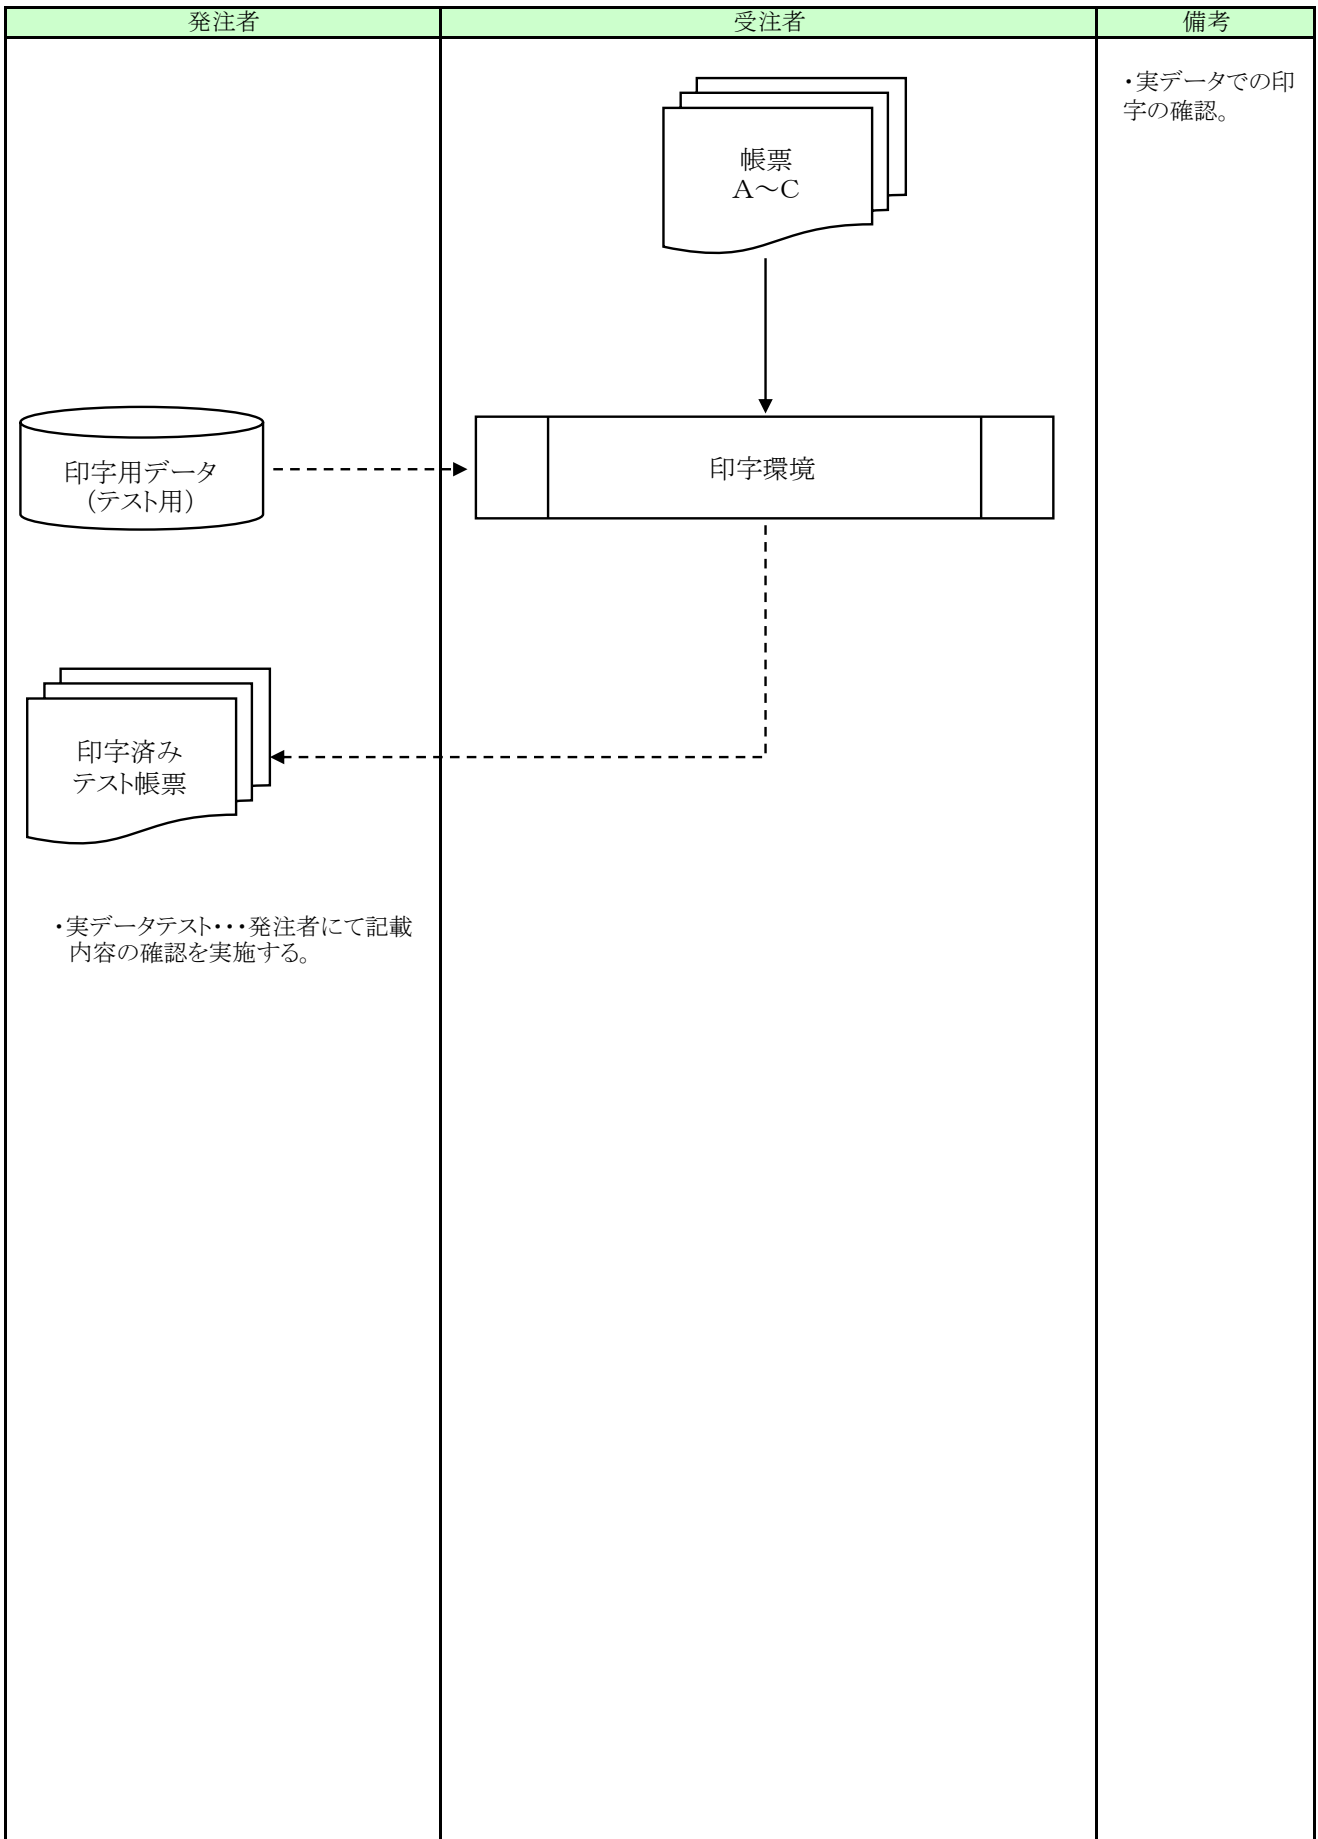 発注者
受注者
備考
・実データでの印
字の確認。
帳票
A～C
印字用データ
(テスト用)
印字環境
印字済み
テスト帳票
・実データテスト・・・発注者にて記載
内容の確認を実施する。